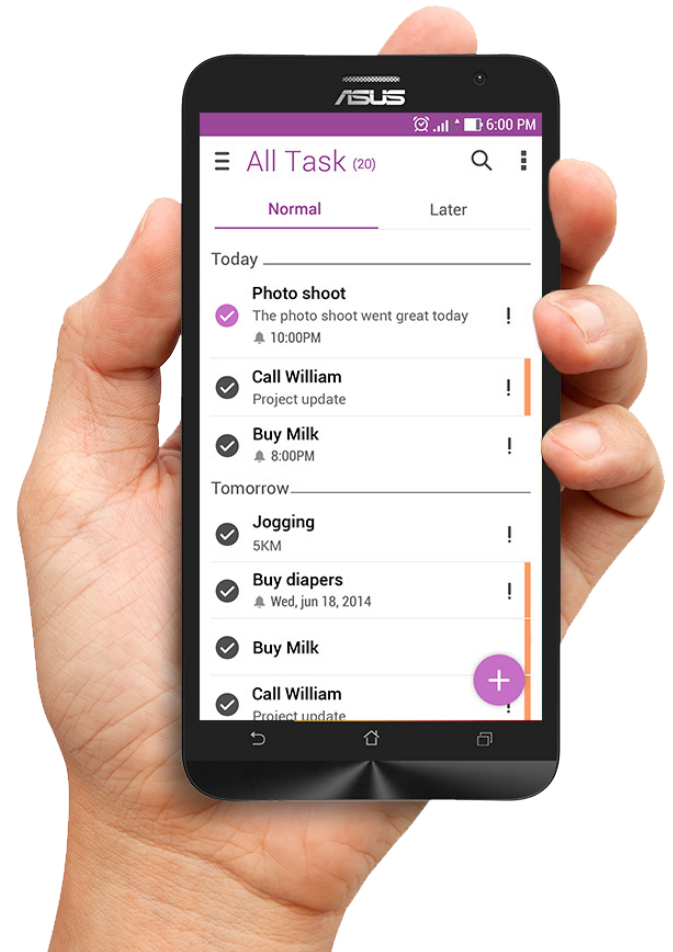 ASUS
6:00 PM
All Task (20)
Normal
Later
Today
Photo shoot
The photo shoot went great today
10:00PM
!
Call William
Project update
!
Buy Milk
8:00PM
!
Tomorrow
Jogging
5KM
!
Buy diapers
Wed, jun 18, 2014
!
Buy Milk
Call William
Project update
!